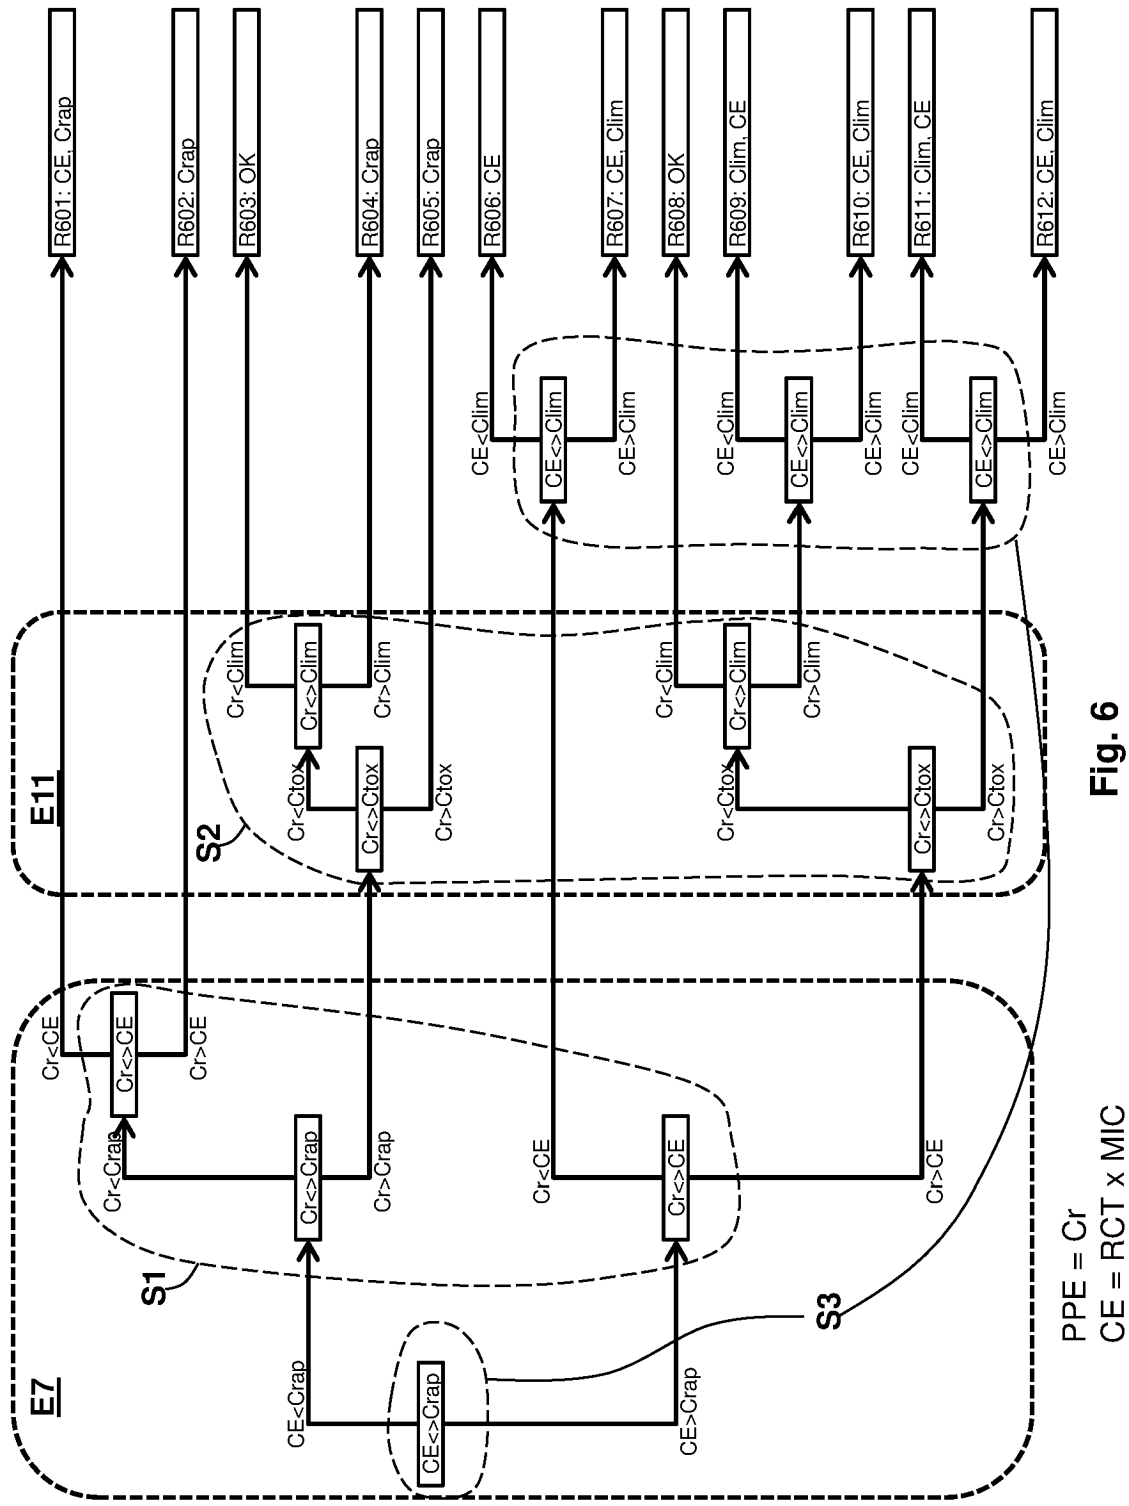 E7
E11
S1
S2
S3
CE<>Crap
CE<Crap
CE>Crap
Cr<>Crap
Cr<Crap
Cr>Crap
Cr<>CE
Cr<CE
Cr>CE
Cr<>CE
Cr<CE
Cr>CE
Cr<>Ctox
Cr<Ctox
Cr>Ctox
Cr<>Clim
Cr<Clim
Cr>Clim
Cr<>Ctox
Cr<Ctox
Cr>Ctox
Cr<>Clim
Cr<Clim
Cr>Clim
CE<Clim
CE<>Clim
CE>Clim
CE<Clim
CE<>Clim
CE>Clim
CE<Clim
CE<>Clim
CE>Clim
R601: CE, Crap
R602: Crap
R603: OK
R604: Crap
R605: Crap
R606: CE
R607: CE, Clim
R608: OK
R609: Clim, CE
R610: CE, Clim
R611: Clim, CE
R612: CE, Clim
PPE = Cr
CE = RCT x MIC
Fig. 6